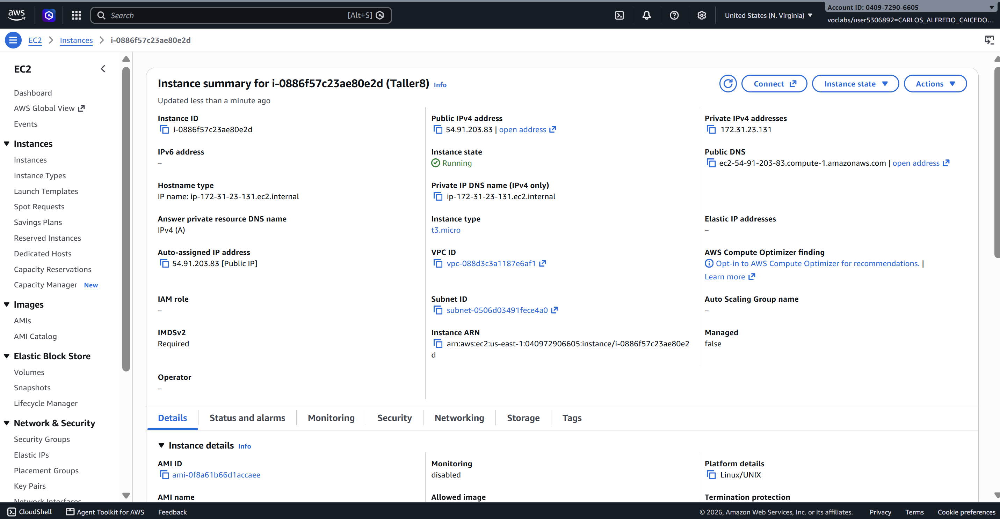 aws
Search
[Alt+S]
United States (N. Virginia)
Account ID: 0409-7290-6605
voclabs/user5306892=CARLOS_ALFREDO_CAICEDO...
EC2
Instances
i-0886f57c23ae80e2d
EC2
Dashboard
AWS Global View
Events
Instances
Instances
Instance Types
Launch Templates
Spot Requests
Savings Plans
Reserved Instances
Dedicated Hosts
Capacity Reservations
Capacity Manager New
Images
AMIs
AMI Catalog
Elastic Block Store
Volumes
Snapshots
Lifecycle Manager
Network & Security
Security Groups
Elastic IPs
Placement Groups
Key Pairs
Network Interfaces
Instance summary for i-0886f57c23ae80e2d (Taller8) Info
Connect
Instance state
Actions
Updated less than a minute ago
Instance ID
i-0886f57c23ae80e2d
Public IPv4 address
54.91.203.83 | open address
Private IPv4 addresses
172.31.23.131
IPv6 address
–
Instance state
Running
Public DNS
ec2-54-91-203-83.compute-1.amazonaws.com | open address
Hostname type
IP name: ip-172-31-23-131.ec2.internal
Private IP DNS name (IPv4 only)
ip-172-31-23-131.ec2.internal
Answer private resource DNS name
IPv4 (A)
Instance type
t3.micro
Elastic IP addresses
–
Auto-assigned IP address
54.91.203.83 [Public IP]
VPC ID
vpc-088d3c3a1187e6af1
AWS Compute Optimizer finding
Opt-in to AWS Compute Optimizer for recommendations. |
Learn more
IAM role
–
Subnet ID
subnet-0506d03491fece4a0
Auto Scaling Group name
–
IMDSv2
Required
Instance ARN
arn:aws:ec2:us-east-1:040972906605:instance/i-0886f57c23ae80e2
d
Managed
false
Operator
–
Details
Status and alarms
Monitoring
Security
Networking
Storage
Tags
Instance details Info
AMI ID
ami-0f8a61b66d1accaee
Monitoring
disabled
Platform details
Linux/UNIX
AMI name
Allowed image
Termination protection
CloudShell
Agent Toolkit for AWS
Feedback
© 2026, Amazon Web Services, Inc. or its affiliates.
Privacy
Terms
Cookie preferences